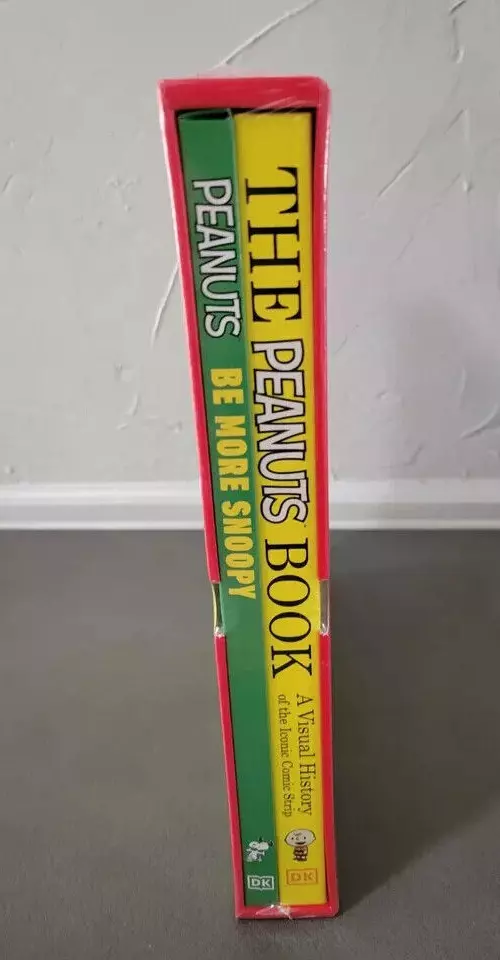 PEANUTS
BE MORE SNOOPY
DK
THE PEANUTS BOOK
A Visual History
of the Iconic Comic Strip
DK